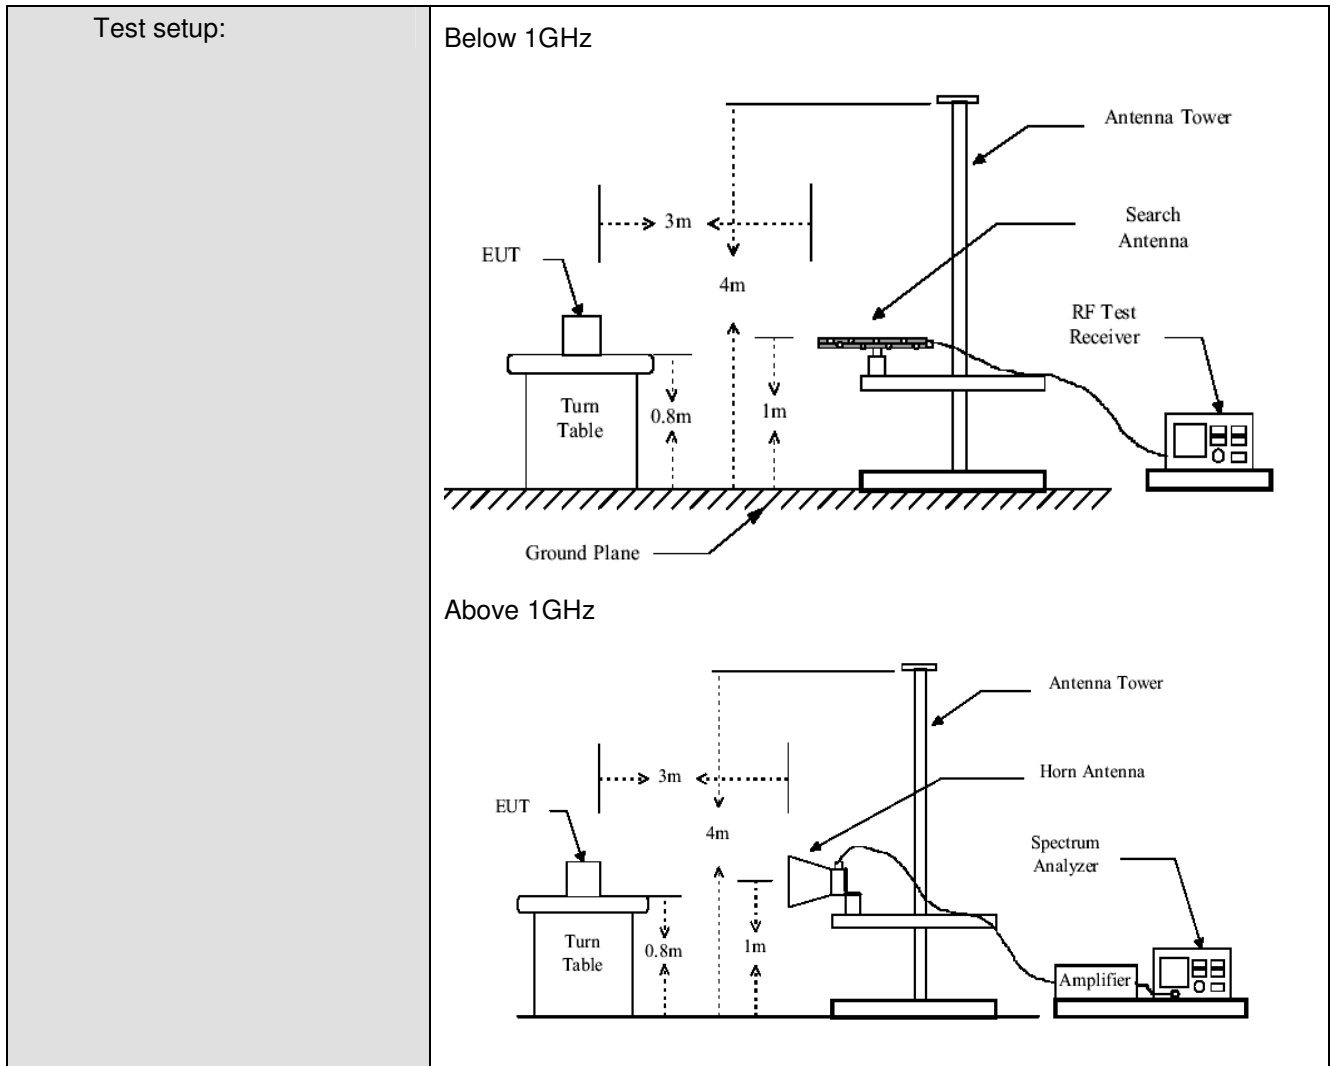 Test setup:
Below 1GHz
Antenna Tower
3m
Search
Antenna
EUT
4m
RF Test
Receiver
Turn
Table
0.8m
1m
Ground Plane
Above 1GHz
Antenna Tower
3m
Horn Antenna
EUT
4m
Spectrum
Analyzer
Turn
Table
0.8m
1m
Amplifier